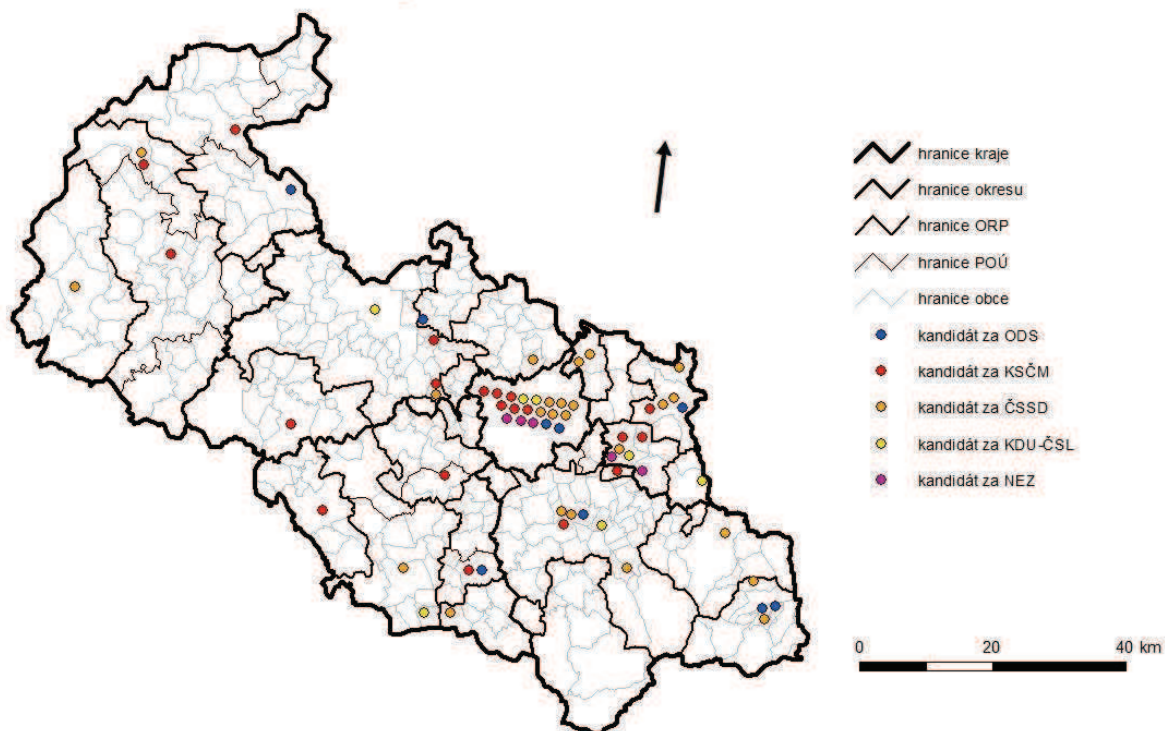 hranice kraje
hranice okresu
hranice ORP
hranice POÚ
hranice obce
kandidát za ODS
kandidát za KSČM
kandidát za ČSSD
kandidát za KDU-ČSL
kandidát za NEZ
0 20 40 km